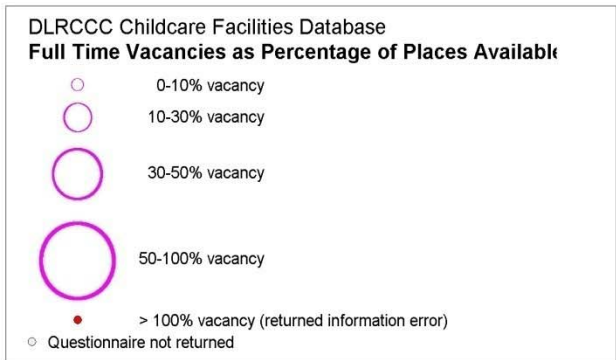 DLRCCC Childcare Facilities Database
Full Time Vacancies as Percentage of Places Available
0-10% vacancy
10-30% vacancy
30-50% vacancy
50-100% vacancy
> 100% vacancy (returned information error)
Questionnaire not returned